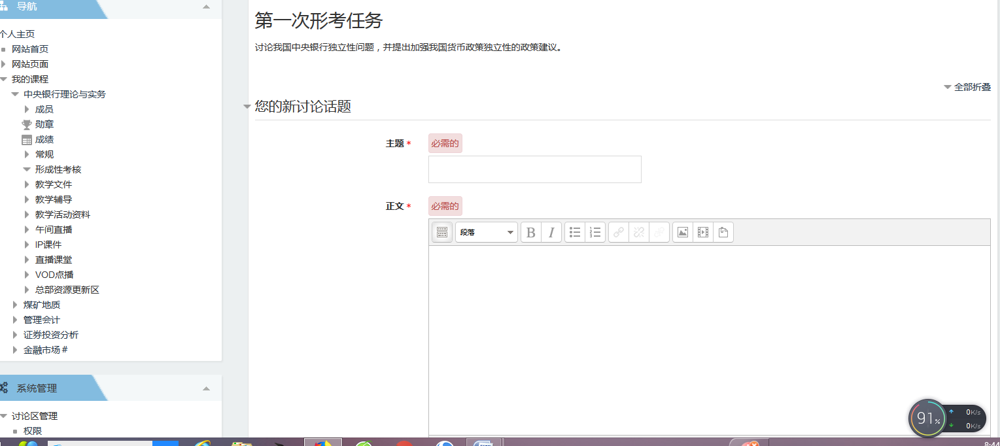 导航
个人主页
网站首页
网站页面
我的课程
中央银行理论与实务
成员
勋章
成绩
常规
形成性考核
教学文件
教学辅导
教学活动资料
午间直播
IP课件
直播课堂
VOD点播
总部资源更新区
煤矿地质
管理会计
证券投资分析
金融市场#
系统管理
讨论区管理
权限
第一次形考任务
讨论我国中央银行独立性问题，并提出加强我国货币政策独立性的政策建议。
全部折叠
您的新讨论话题
主题* 必需的
正文* 必需的
段落 B I
91%
0K/s
0K/s
8:44